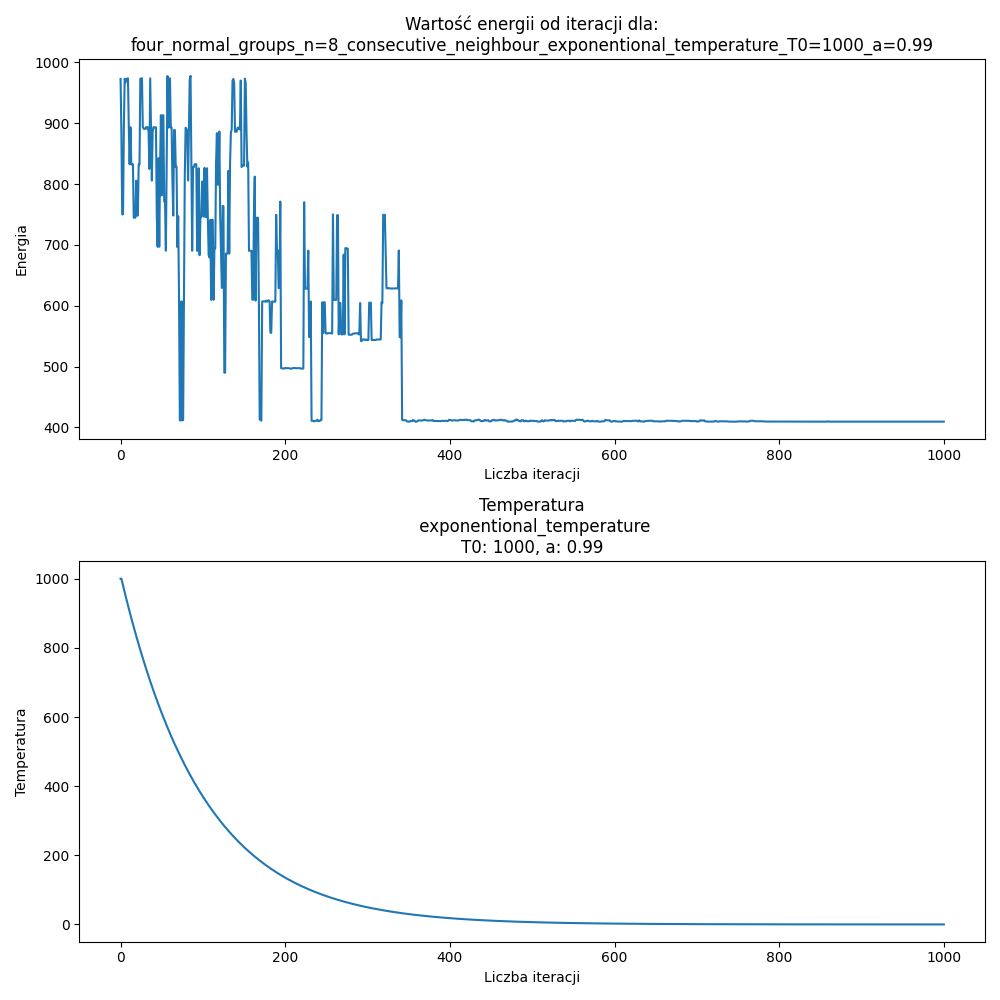 Wartość energii od iteracji dla:
four_normal_groups_n=8_consecutive_neighbour_exponentional_temperature_T0=1000_a=0.99
1000
900
800
700
600
500
400
Energia
0 200 400 600 800 1000
Liczba iteracji
Temperatura
exponentional_temperature
T0: 1000, a: 0.99
1000
800
600
400
200
0
Temperatura
0 200 400 600 800 1000
Liczba iteracji